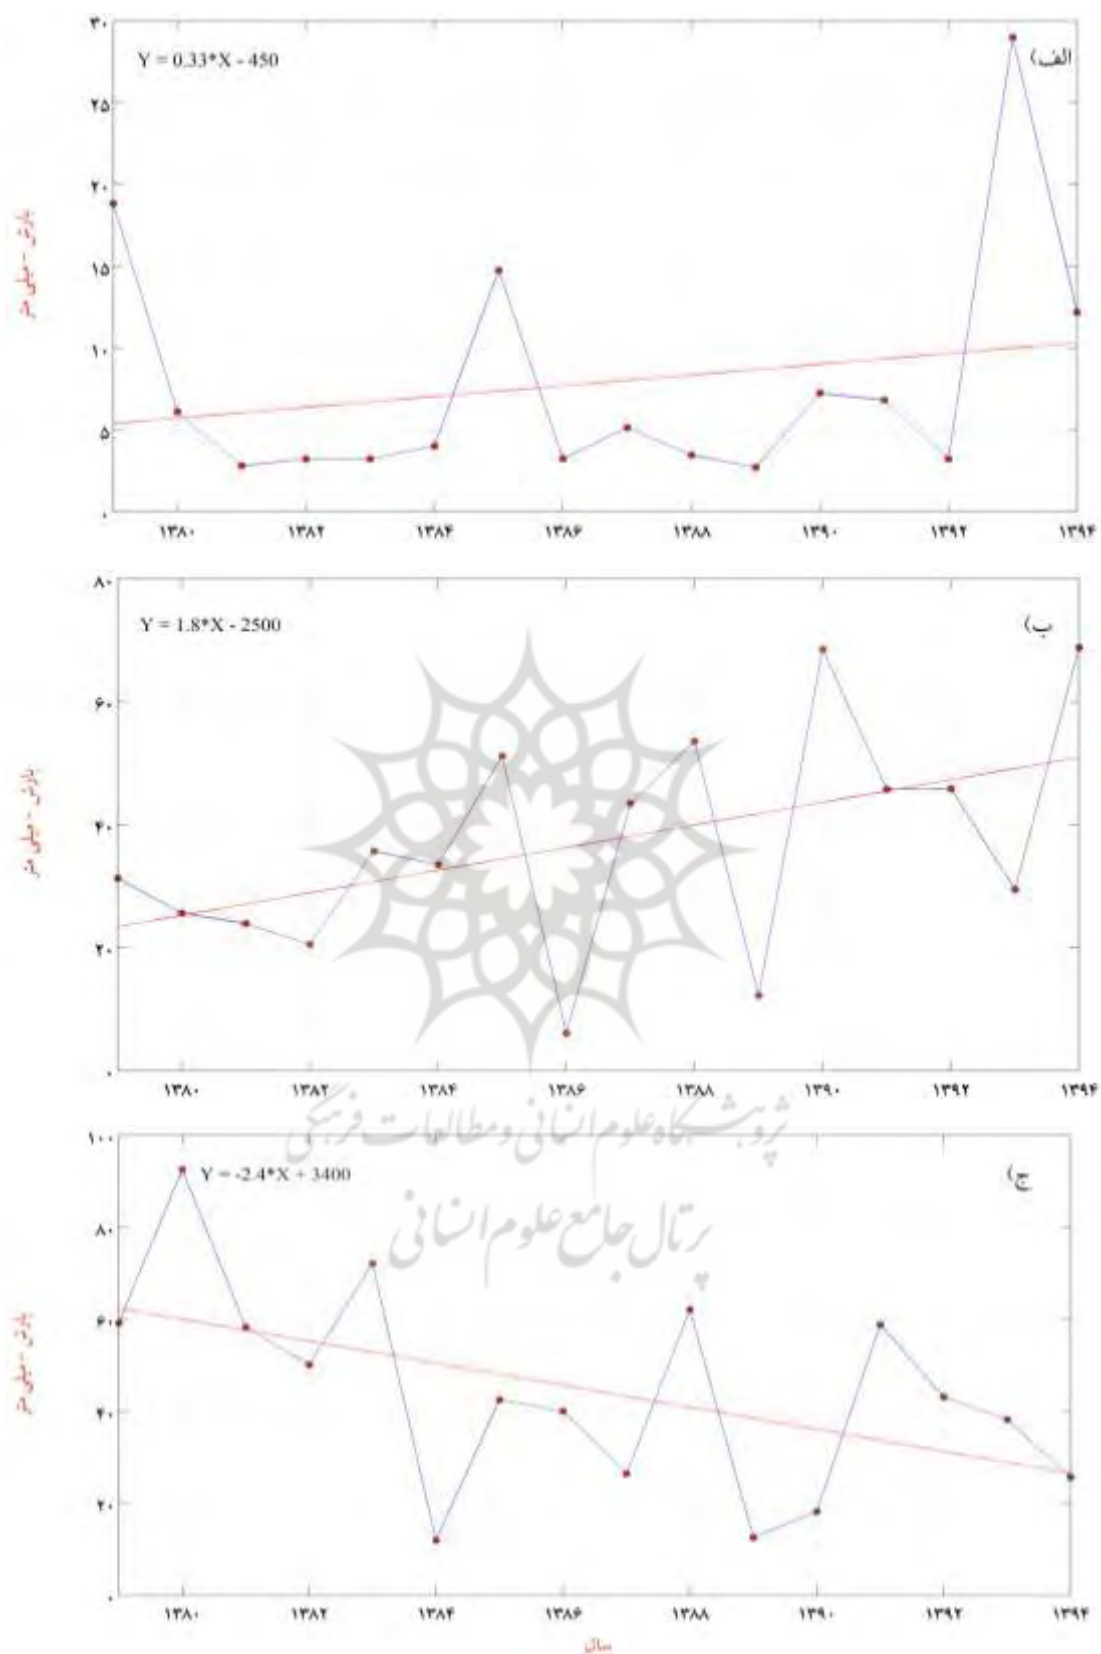 ۳۰
Y = 0.33*X - 450
الف)
۲۵
۲۰
۱۵
۱۰
۵
۰
بارش - میلی متر
۱۳۸۰ ۱۳۸۲ ۱۳۸۴ ۱۳۸۶ ۱۳۸۸ ۱۳۹۰ ۱۳۹۲ ۱۳۹۴
۸۰
Y = 1.8*X - 2500
ب)
۶۰
۴۰
۲۰
۰
بارش - میلی متر
۱۳۸۰ ۱۳۸۲ ۱۳۸۴ ۱۳۸۶ ۱۳۸۸ ۱۳۹۰ ۱۳۹۲ ۱۳۹۴
پژوهشگاه علوم انسانی و مطالعات فرهنگی
۱۰۰
Y = -2.4*X + 3400
ج)
پرتال جامع علوم انسانی
۸۰
۶۰
۴۰
۲۰
۰
بارش - میلی متر
۱۳۸۰ ۱۳۸۲ ۱۳۸۴ ۱۳۸۶ ۱۳۸۸ ۱۳۹۰ ۱۳۹۲ ۱۳۹۴
سال